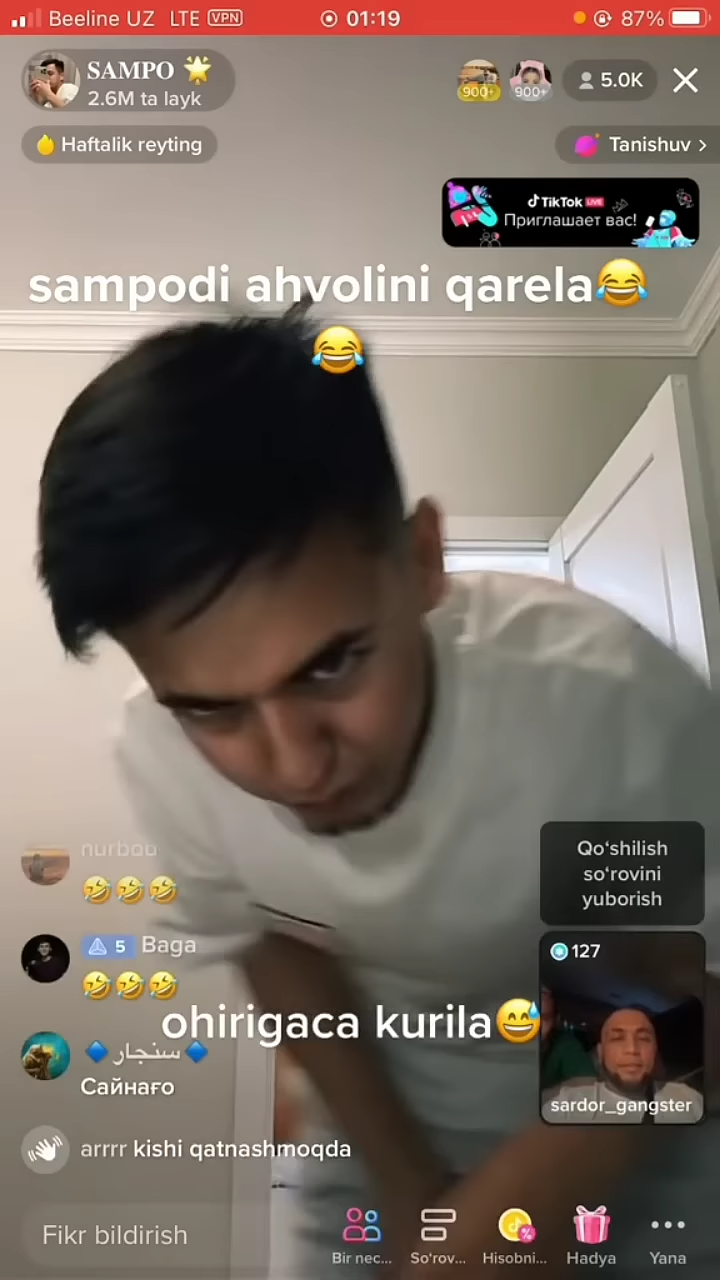 Beeline UZ LTE VPN 01:19 87%
SAMPO 🌟
2.6M ta layk
900+ 900+
5.0K
Haftalik reyting
Tanishuv
TikTok LIVE
Приглашает вас!
sampodi ahvolini qarela😂
😂
nurboo
🤣🤣🤣
5 Baga
🤣🤣🤣
ohirigaca kurila😅
🔷سنجار🔷
Сайнағо
arrrr kishi qatnashmoqda
Qo‘shilish
so‘rovini
yuborish
127
sardor_gangster
Fikr bildirish
Bir nec...
So‘rov...
Hisobni...
Hadya
Yana